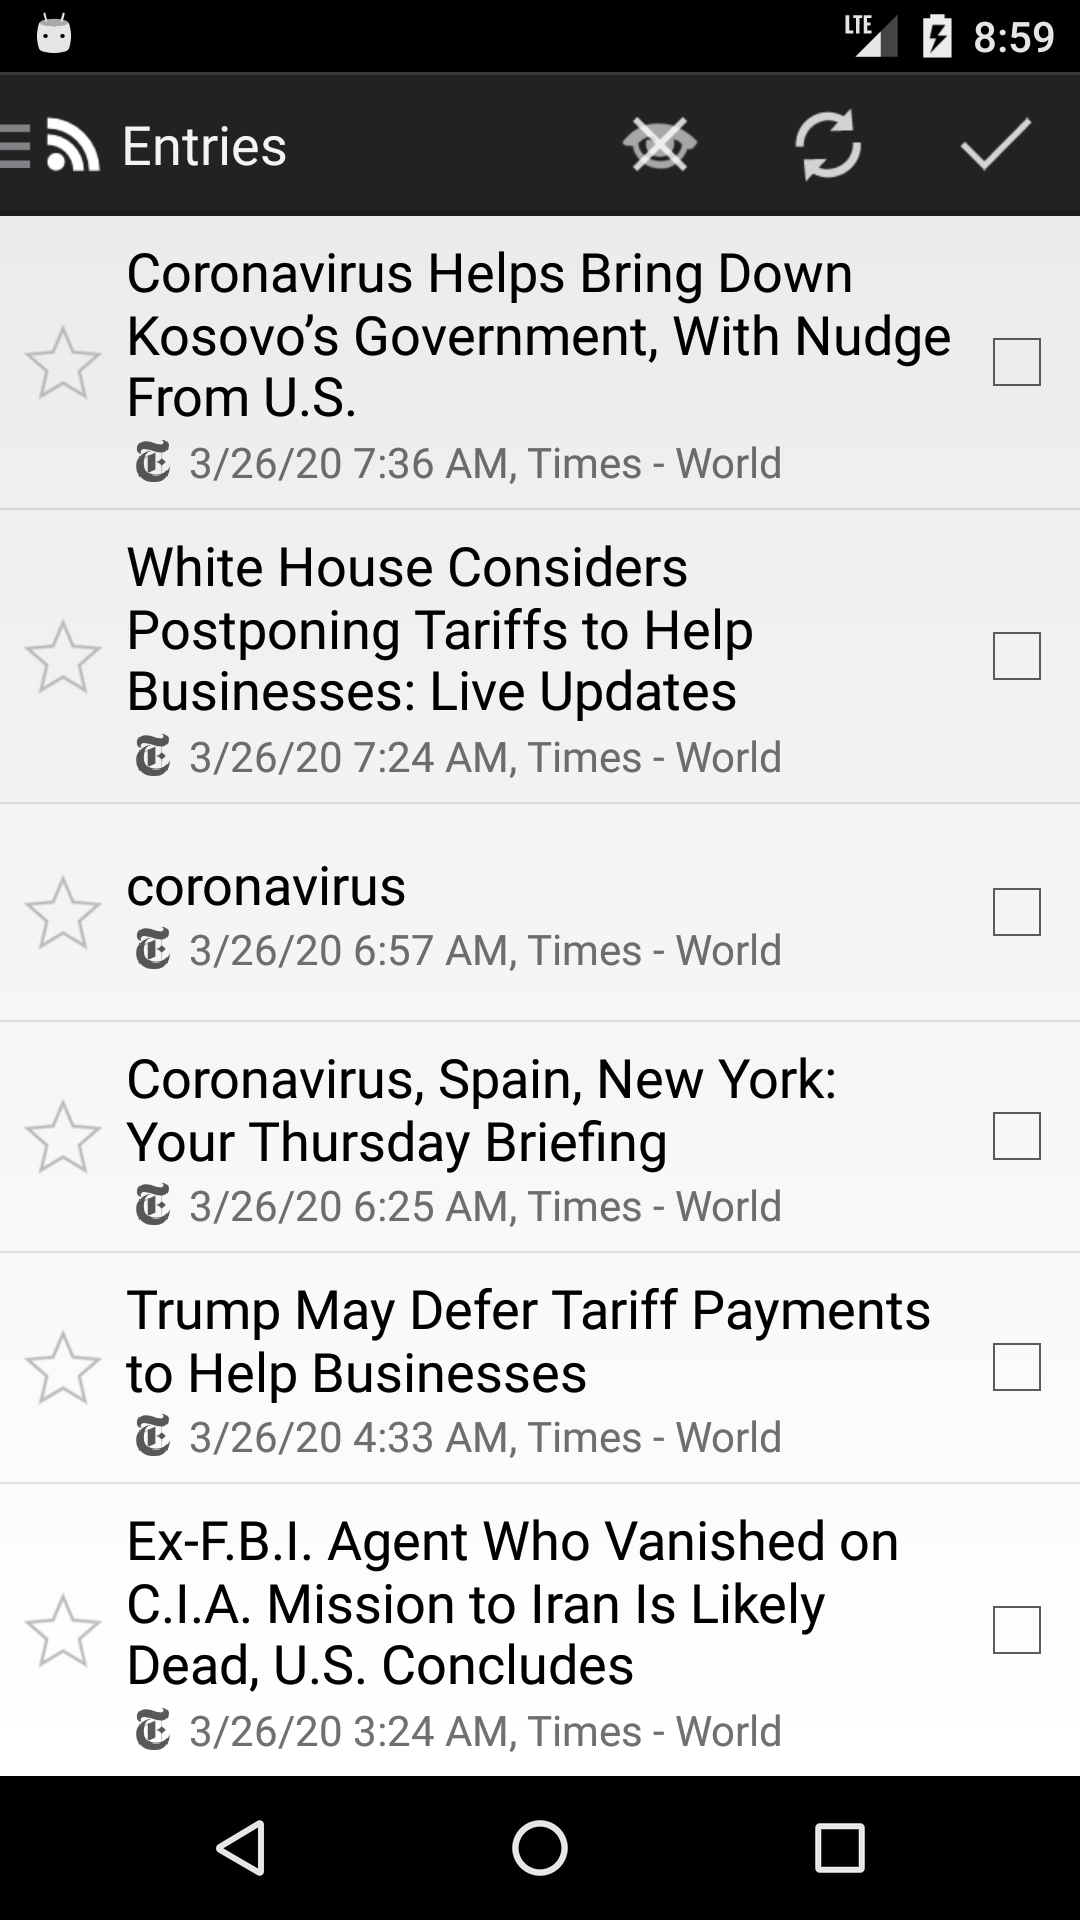 LTE 8:59
Entries
Coronavirus Helps Bring Down
Kosovo’s Government, With Nudge
From U.S.
3/26/20 7:36 AM, Times - World
White House Considers
Postponing Tariffs to Help
Businesses: Live Updates
3/26/20 7:24 AM, Times - World
coronavirus
3/26/20 6:57 AM, Times - World
Coronavirus, Spain, New York:
Your Thursday Briefing
3/26/20 6:25 AM, Times - World
Trump May Defer Tariff Payments
to Help Businesses
3/26/20 4:33 AM, Times - World
Ex-F.B.I. Agent Who Vanished on
C.I.A. Mission to Iran Is Likely
Dead, U.S. Concludes
3/26/20 3:24 AM, Times - World